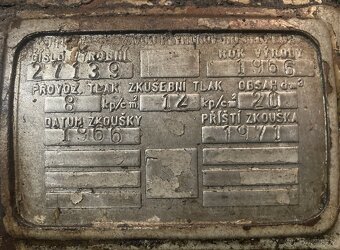 ČÍSLO VÝROBNÍ ROK VÝROBY
27139 1966
PROVOZ. TLAK ZKUŠEBNÍ TLAK OBSAH dm³
8 kp/cm² 12 kp/cm² 20
DATUM ZKOUŠKY PŘÍŠTÍ ZKOUŠKA
1966 1971